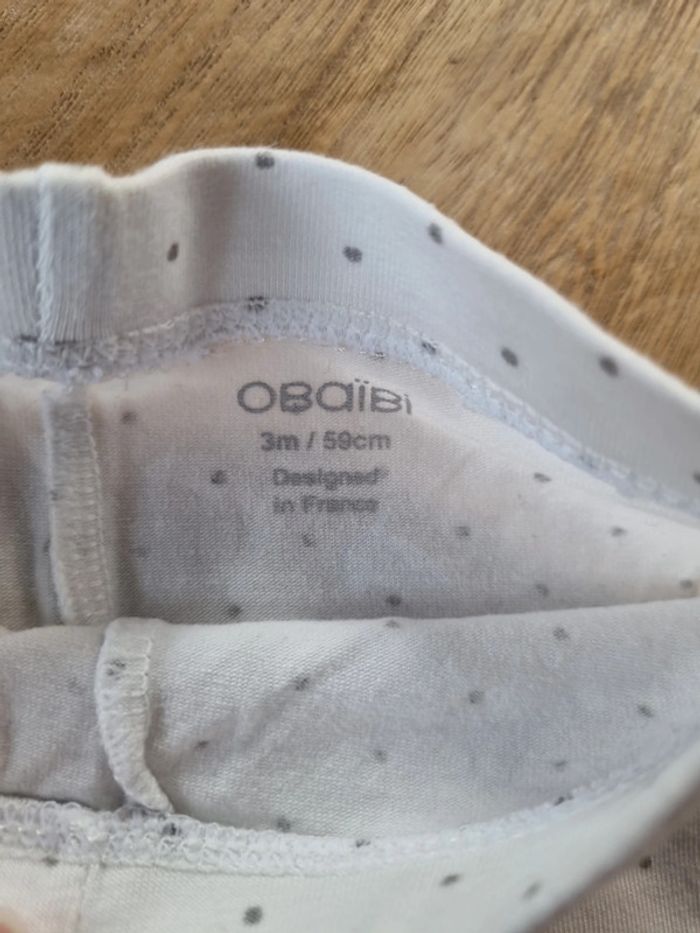 OBaïBi
3m / 59cm
Designed
in France